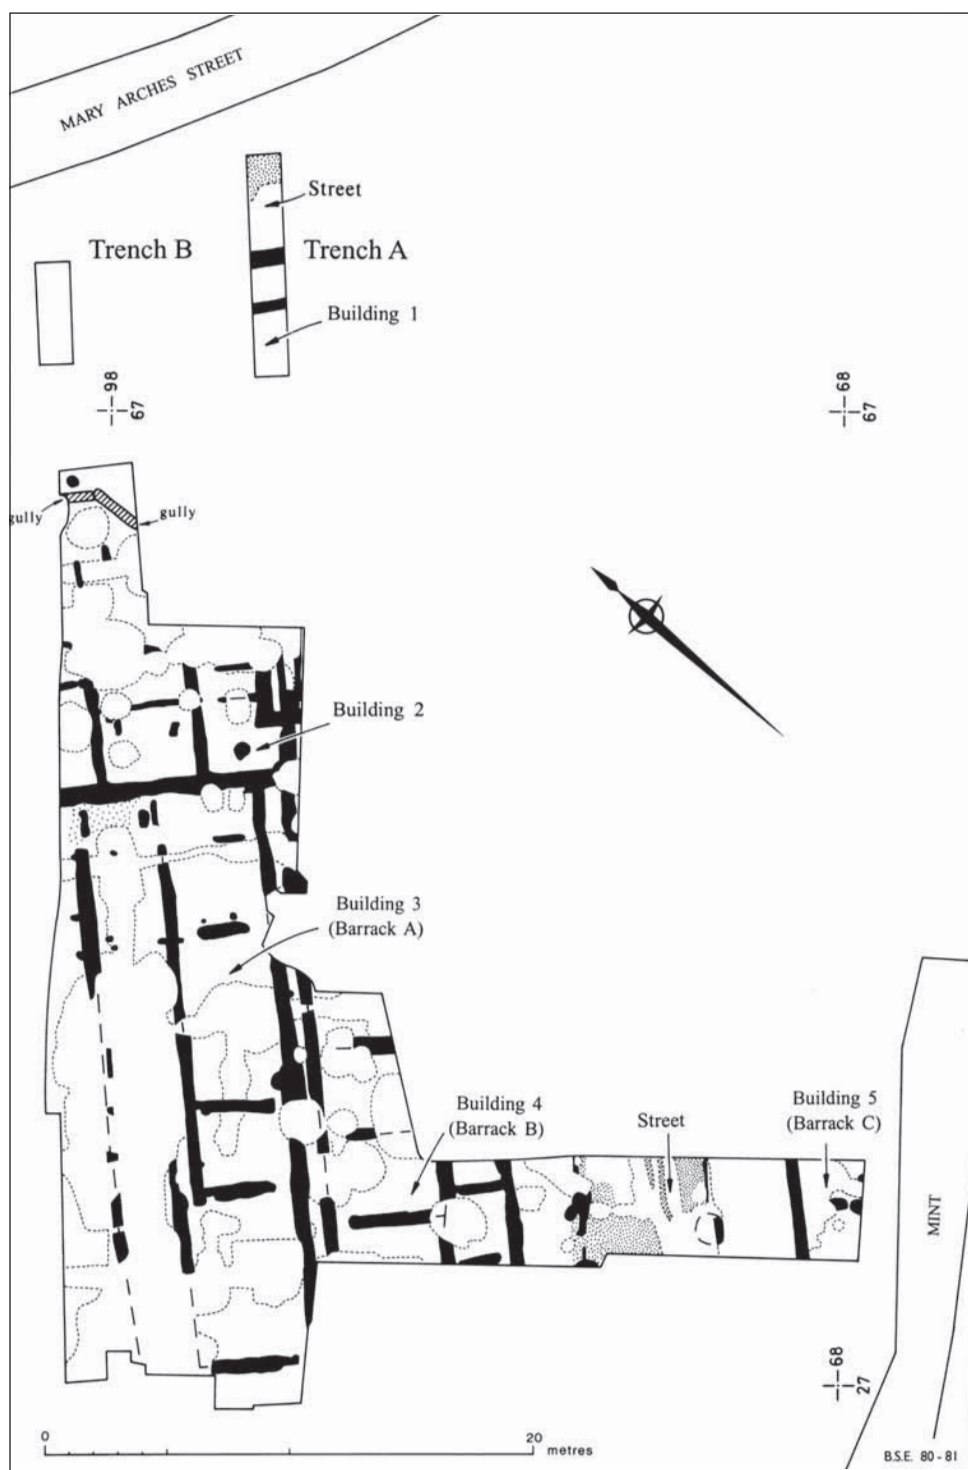 MARY ARCHES STREET
Street
Trench B
Trench A
Building 1
98
67
68
67
gully
gully
Building 2
Building 3
(Barrack A)
Building 4
(Barrack B)
Street
Building 5
(Barrack C)
MINT
68
27
0
20
metres
B.S.E. 80-81